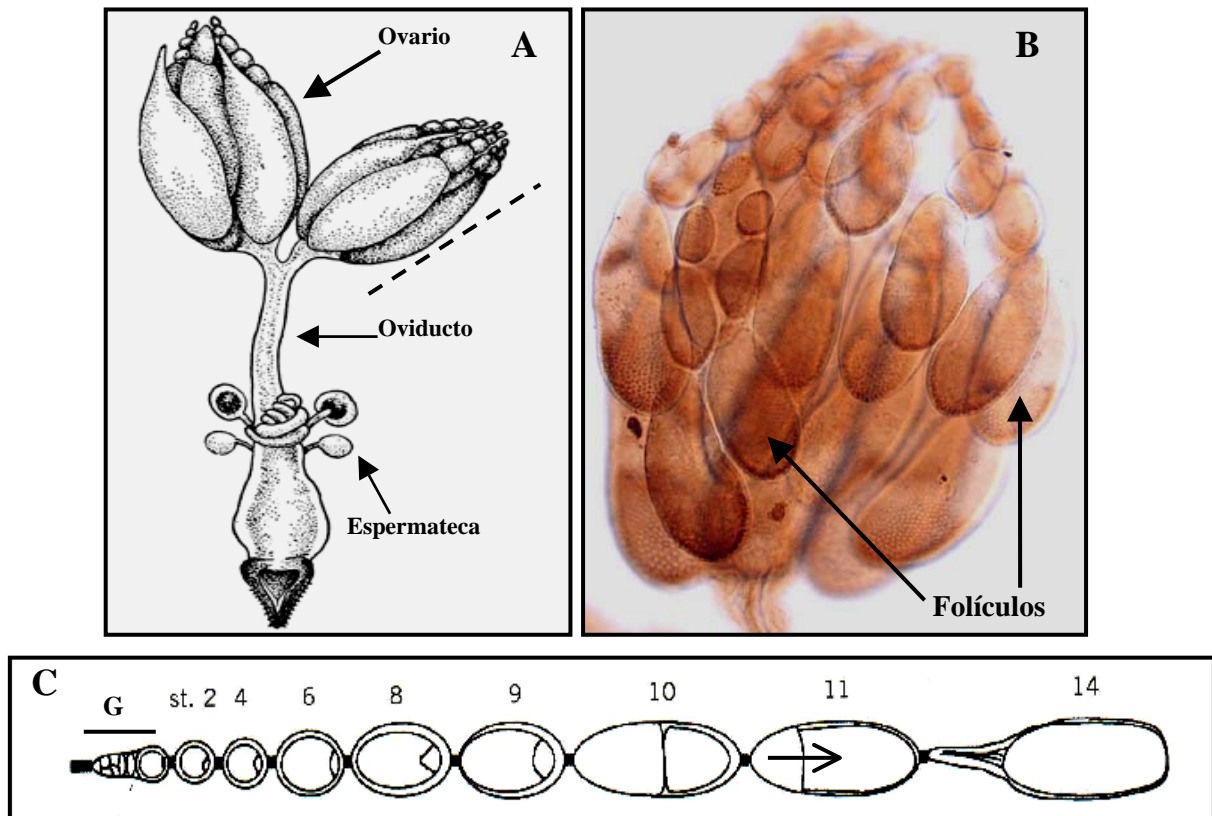 A
Ovario
Oviducto
Espermateca
B
Folículos
C
G
st. 2 4 6 8 9 10 11 14